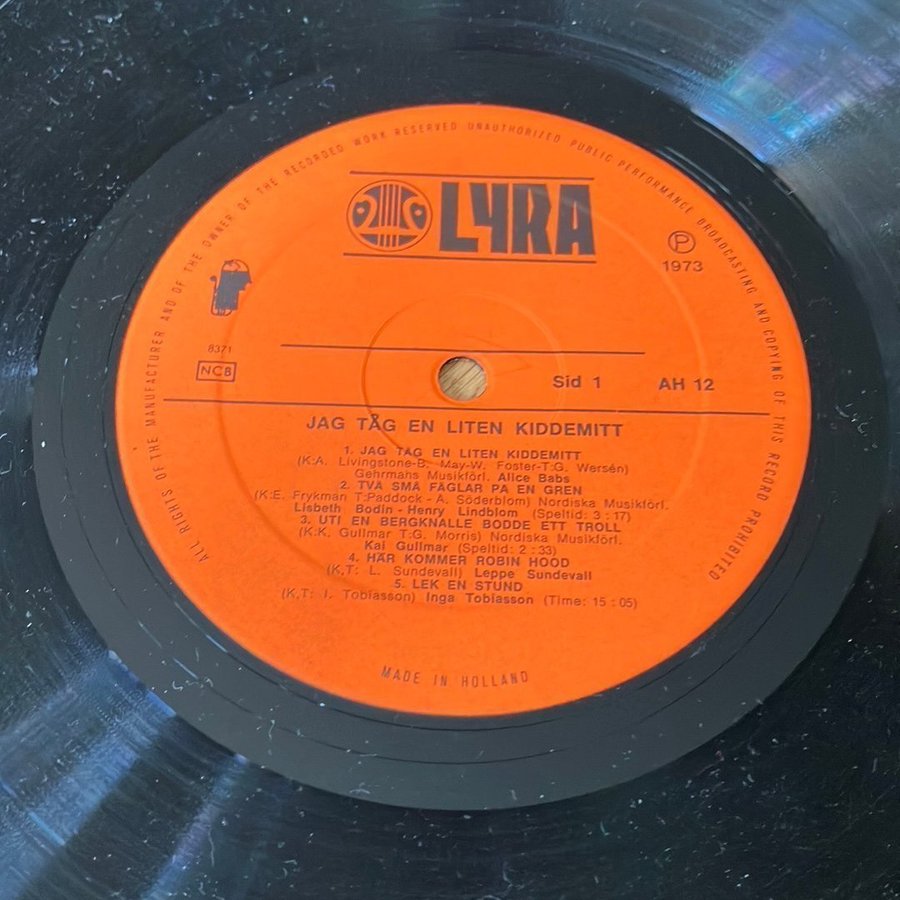 ALL RIGHTS OF THE MANUFACTURER AND OF THE OWNER OF THE RECORDED WORK RESERVED UNAUTHORIZED PUBLIC PERFORMANCE BROADCASTING AND COPYING OF THIS RECORD PROHIBITED
LYRA
Ⓟ
1973
8371
NCB
Sid 1 AH 12
JAG TÅG EN LITEN KIDDEMITT
1. JAG TÅG EN LITEN KIDDEMITT
(K:A. Livingstone-B. May-W. Foster-T:G. Wersén)
Gehrmahs Musikförl. Alice Babs
2. TVÅ SMÅ FÅGLAR PÅ EN GREN
(K:E. Frykman T:Paddock - A. Söderblom) Nordiska Musikförl.
Lisbeth Bodin - Henry Lindblom (Speltid: 3 : 17)
3. UTI EN BERGKNALLE BODDE ETT TROLL
(K:K. Gullmar T:G. Morris) Nordiska Musikförl.
Kai Gullmar (Speltid: 2 : 33)
4. HÄR KOMMER ROBIN HOOD
(K,T: L. Sundevall) Leppe Sundevall
5. LEK EN STUND
(K,T: I. Tobiasson) Inga Tobiasson (Time: 15 : 05)
MADE IN HOLLAND